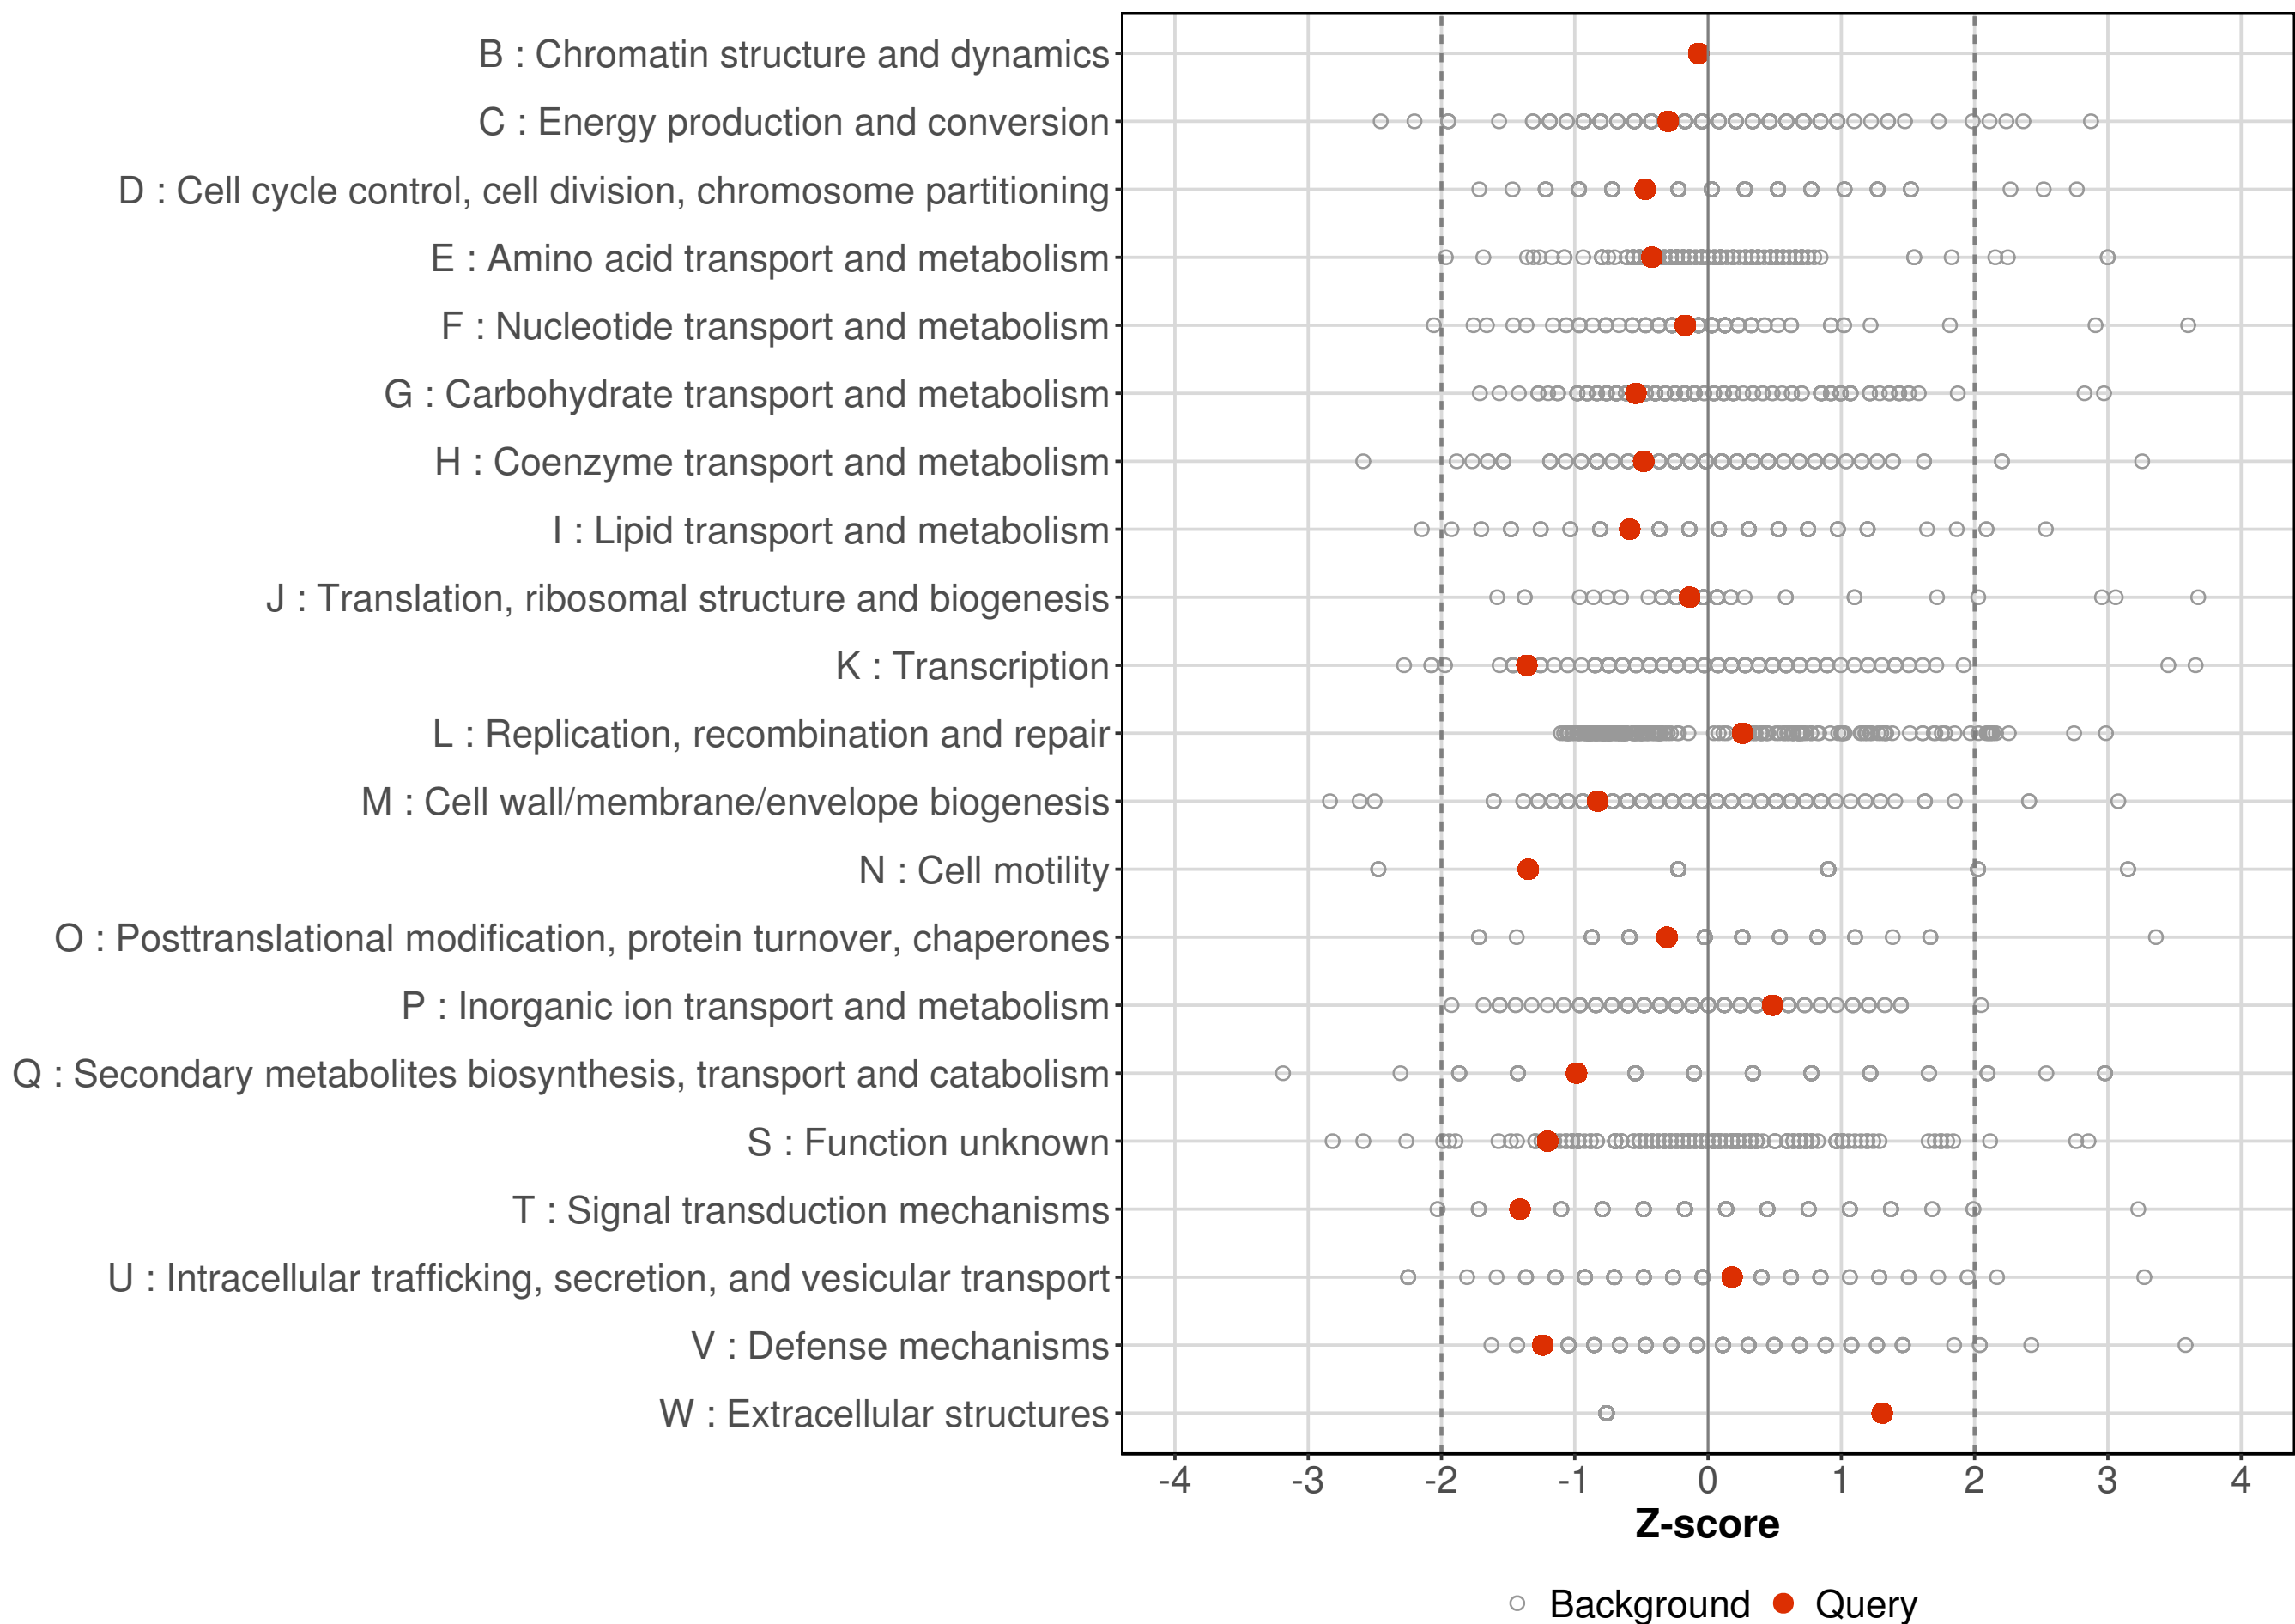 B : Chromatin structure and dynamics
C : Energy production and conversion
D : Cell cycle control, cell division, chromosome partitioning
E : Amino acid transport and metabolism
F : Nucleotide transport and metabolism
G : Carbohydrate transport and metabolism
H : Coenzyme transport and metabolism
I : Lipid transport and metabolism
J : Translation, ribosomal structure and biogenesis
K : Transcription
L : Replication, recombination and repair
M : Cell wall/membrane/envelope biogenesis
N : Cell motility
O : Posttranslational modification, protein turnover, chaperones
P : Inorganic ion transport and metabolism
Q : Secondary metabolites biosynthesis, transport and catabolism
S : Function unknown
T : Signal transduction mechanisms
U : Intracellular trafficking, secretion, and vesicular transport
V : Defense mechanisms
W : Extracellular structures
-4 -3 -2 -1 0 1 2 3 4
Z-score
Background Query